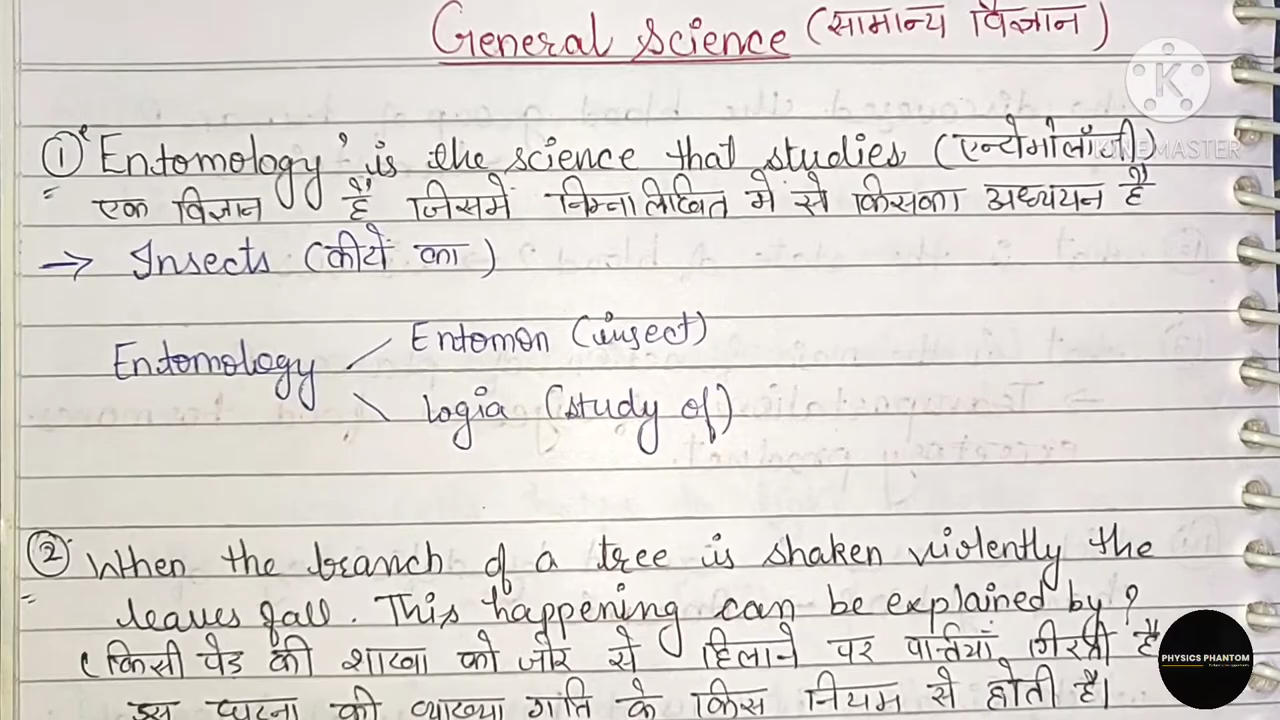 General Science (सामान्य विज्ञान)
① 'Entomology' is the science that studies (एन्टोमोलॉजी)
एक विज्ञान है जिसमें निम्नलिखित में से किसका अध्ययन है
→ Insects (कीटों का)
Entomology
Entomon (insect)
logia (study of)
② When the branch of a tree is shaken violently the
leaves fall. This happening can be explained by?
(किसी पेड की शाखा को जोर से हिलाने पर पत्तियां गिरती है
इस घटना की व्याख्या गति के किस नियम से होती है।
K
KINEMASTER
PHYSICS PHANTOM